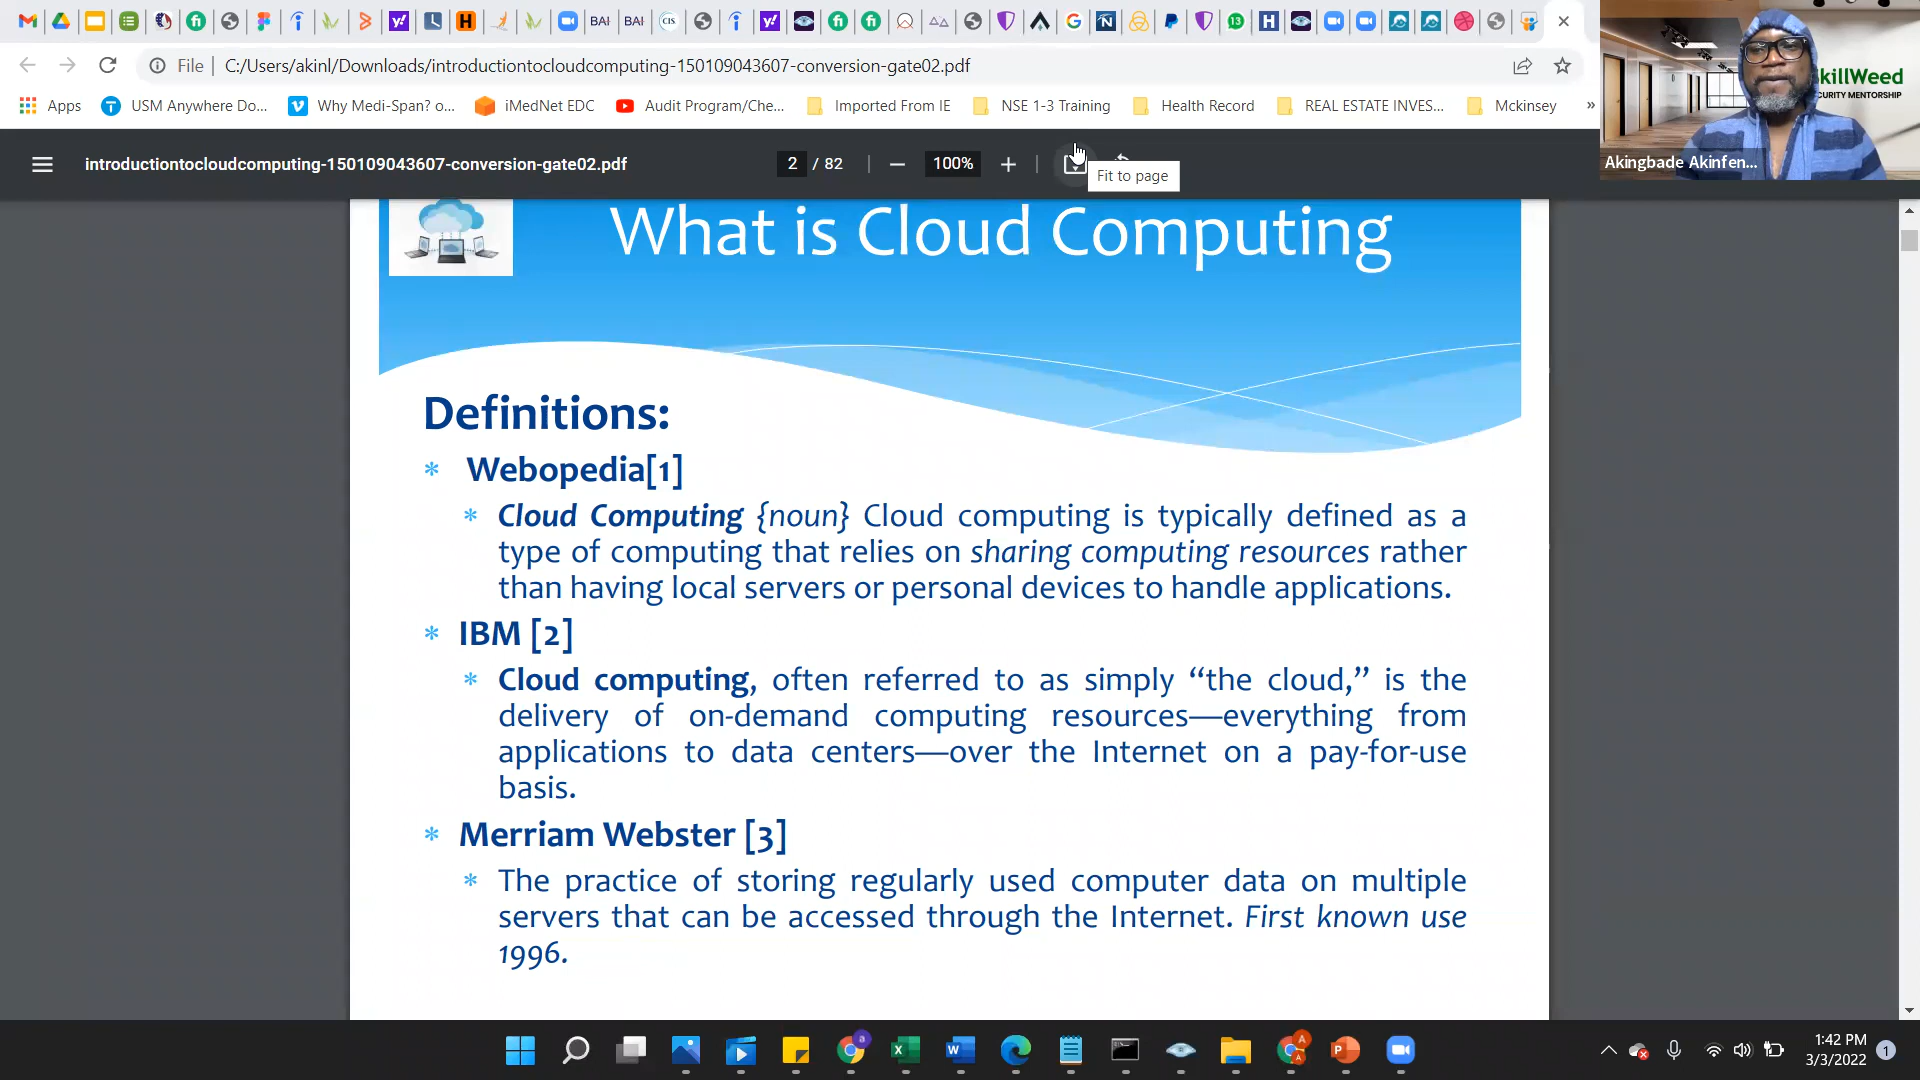 BAI BAI CIS
File C:/Users/akinl/Downloads/introductiontocloudcomputing-150109043607-conversion-gate02.pdf
Apps USM Anywhere Do... Why Medi-Span? o... iMedNet EDC Audit Program/Che... Imported From IE NSE 1-3 Training Health Record REAL ESTATE INVES... Mckinsey »
introductiontocloudcomputing-150109043607-conversion-gate02.pdf 2 / 82 100%
Fit to page
killWeed
CURITY MENTORSHIP
Akingbade Akinfen...
What is Cloud Computing
Definitions:
* Webopedia[1]
* Cloud Computing {noun} Cloud computing is typically defined as a
type of computing that relies on sharing computing resources rather
than having local servers or personal devices to handle applications.
* IBM [2]
* Cloud computing, often referred to as simply “the cloud,” is the
delivery of on-demand computing resources—everything from
applications to data centers—over the Internet on a pay-for-use
basis.
* Merriam Webster [3]
* The practice of storing regularly used computer data on multiple
servers that can be accessed through the Internet. First known use
1996.
1:42 PM
3/3/2022
1